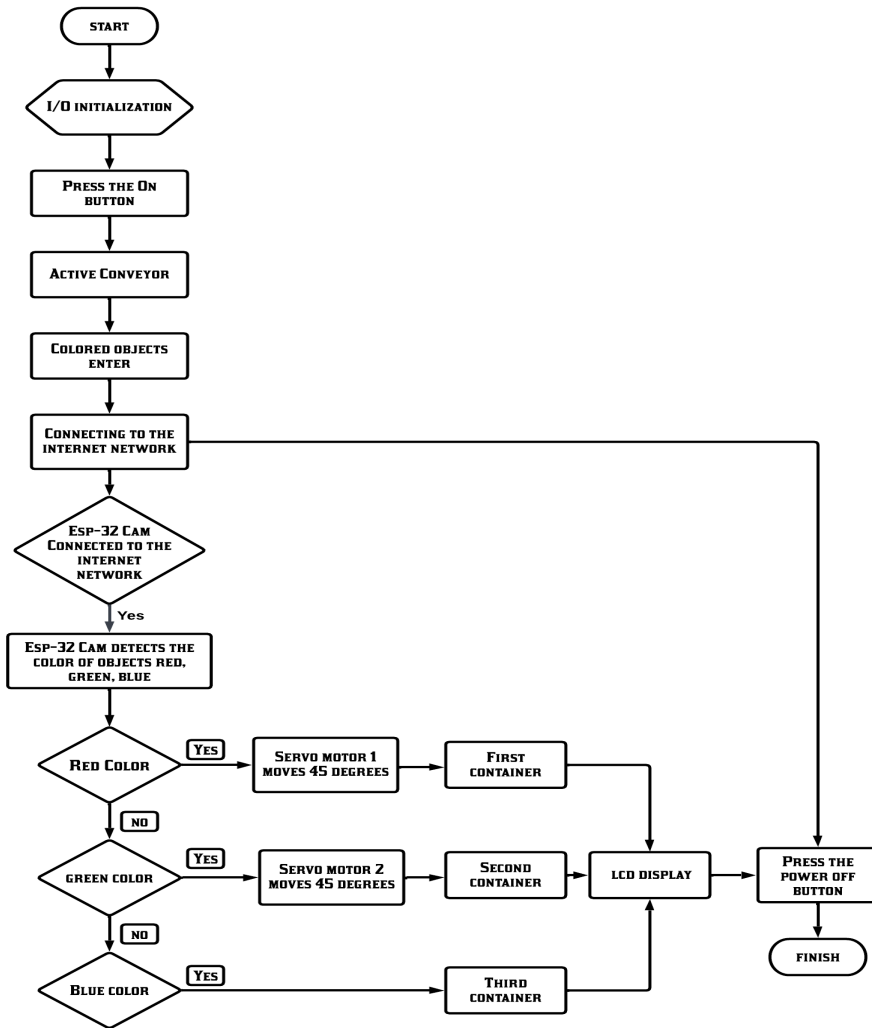 START
I/O INITIALIZATION
PRESS THE ON
BUTTON
ACTIVE CONVEYOR
COLORED OBJECTS
ENTER
CONNECTING TO THE
INTERNET NETWORK
ESP-32 CAM
CONNECTED TO THE
INTERNET
NETWORK
Yes
ESP-32 CAM DETECTS THE
COLOR OF OBJECTS RED,
GREEN, BLUE
RED COLOR
YES
SERVO MOTOR 1
MOVES 45 DEGREES
FIRST
CONTAINER
NO
GREEN COLOR
YES
SERVO MOTOR 2
MOVES 45 DEGREES
SECOND
CONTAINER
LCD DISPLAY
PRESS THE
POWER OFF
BUTTON
NO
FINISH
BLUE COLOR
YES
THIRD
CONTAINER